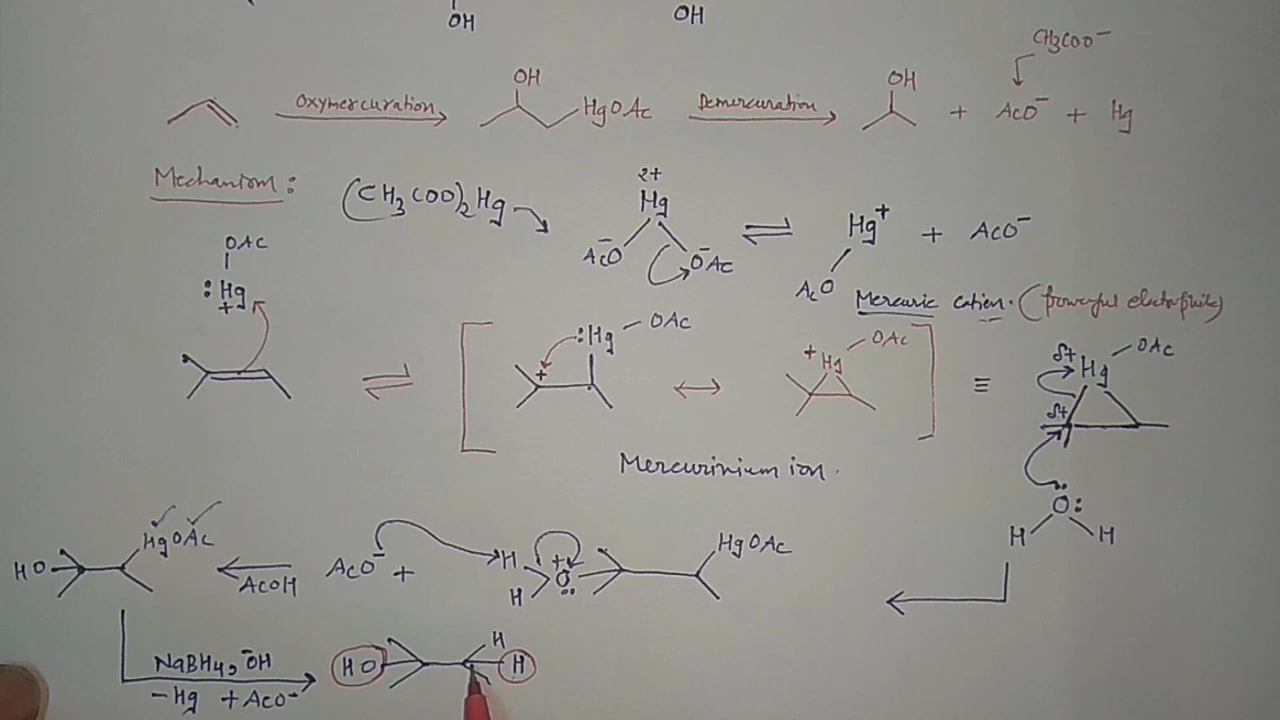 OH OH
CH3COO⁻
OH OH
Oxymercuration HgOAc Demercuration + AcO⁻ + Hg
Mechanism: (CH3COO)2Hg
2+
Hg
AcO⁻ ⁻OAc ⇌ Hg⁺ + AcO⁻
AcO
Mercuric cation. (powerful electrophile)
OAc
:Hg
+
⇌ [ + :Hg OAc ↔ +Hg OAc ] ≡ δ+ Hg OAc
δ+
Mercurinium ion.
Ö:
H H
HO HgOAc ← AcOH AcO⁻ + H H O + HgOAc
NaBH4, ⁻OH
-Hg + AcO⁻
HO H H